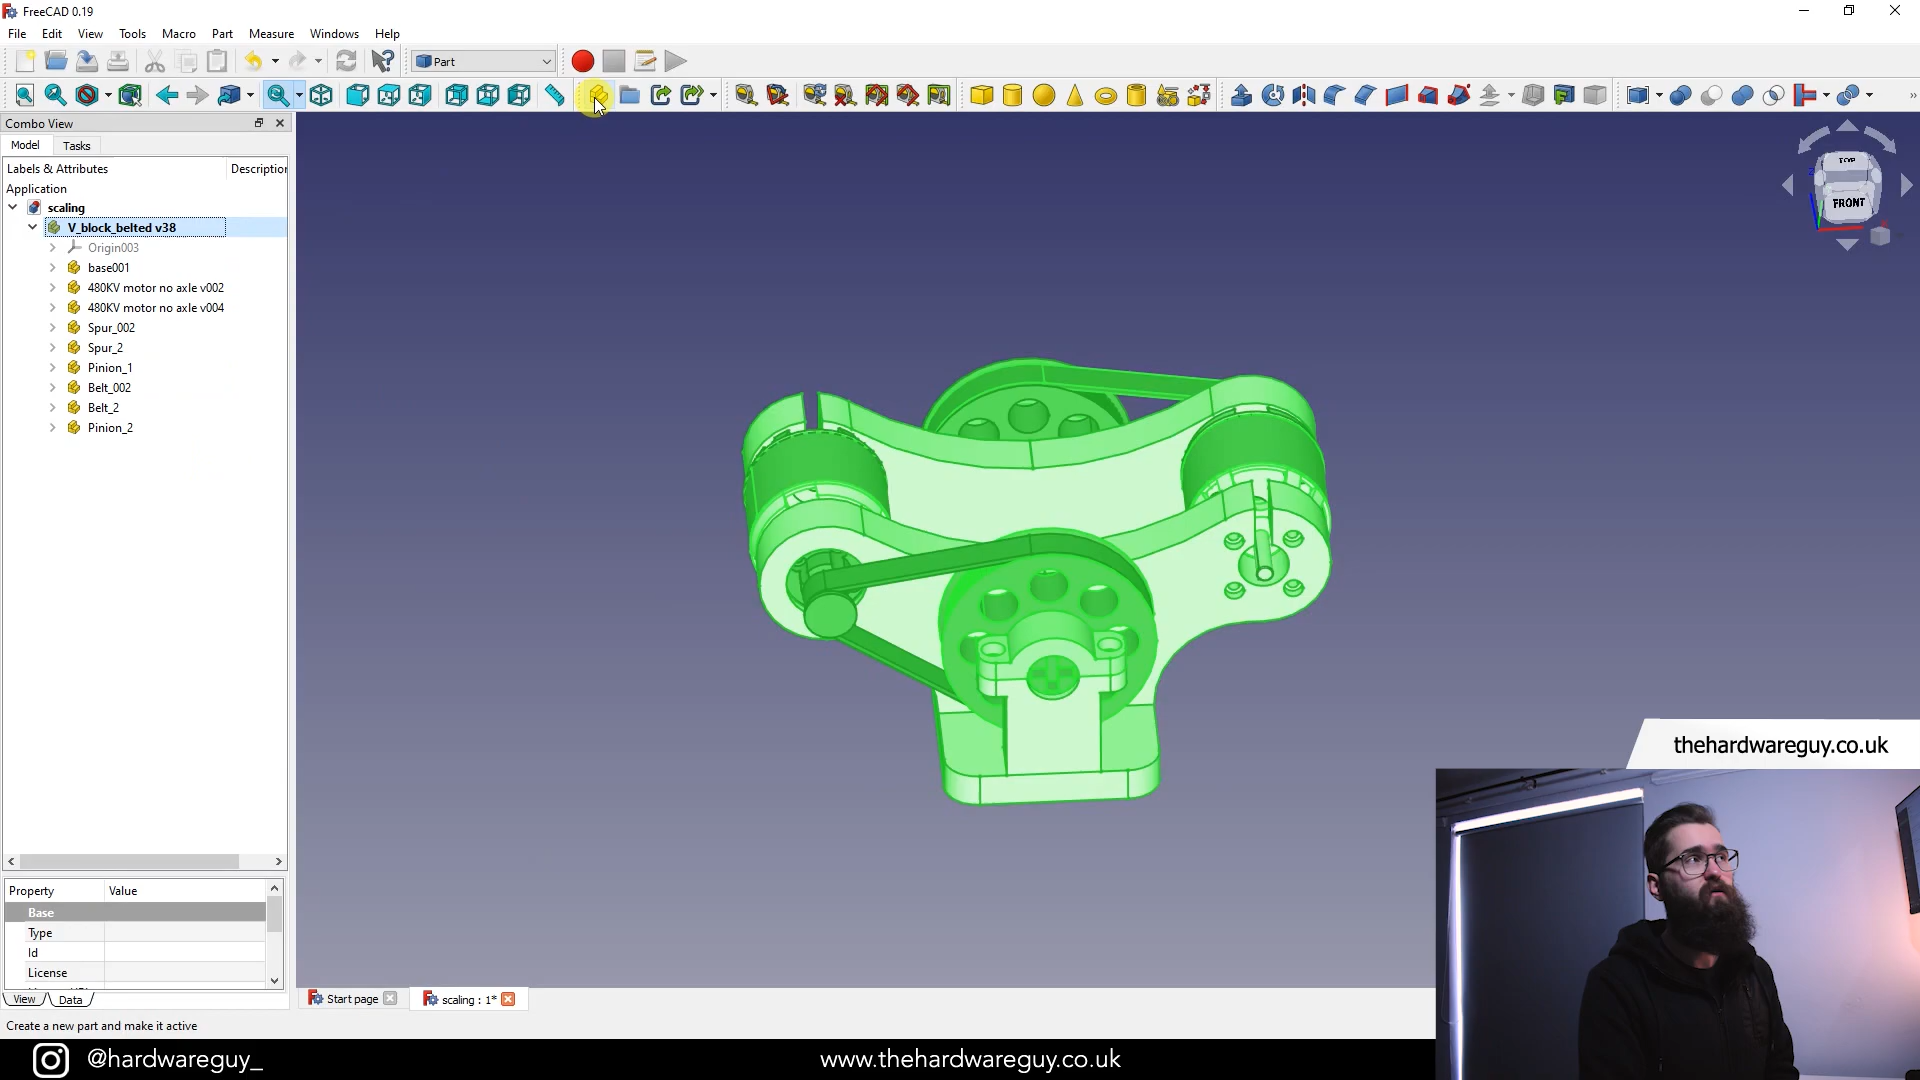 FreeCAD 0.19
File Edit View Tools Macro Part Measure Windows Help
Part
Combo View
Model Tasks
Labels & Attributes Description
Application
scaling
V_block_belted v38
Origin003
base001
480KV motor no axle v002
480KV motor no axle v004
Spur_002
Spur_2
Pinion_1
Belt_002
Belt_2
Pinion_2
TOP
FRONT
Property Value
Base
Type
Id
License
View Data
Start page
scaling : 1*
Create a new part and make it active
thehardwareguy.co.uk
@hardwareguy_
www.thehardwareguy.co.uk